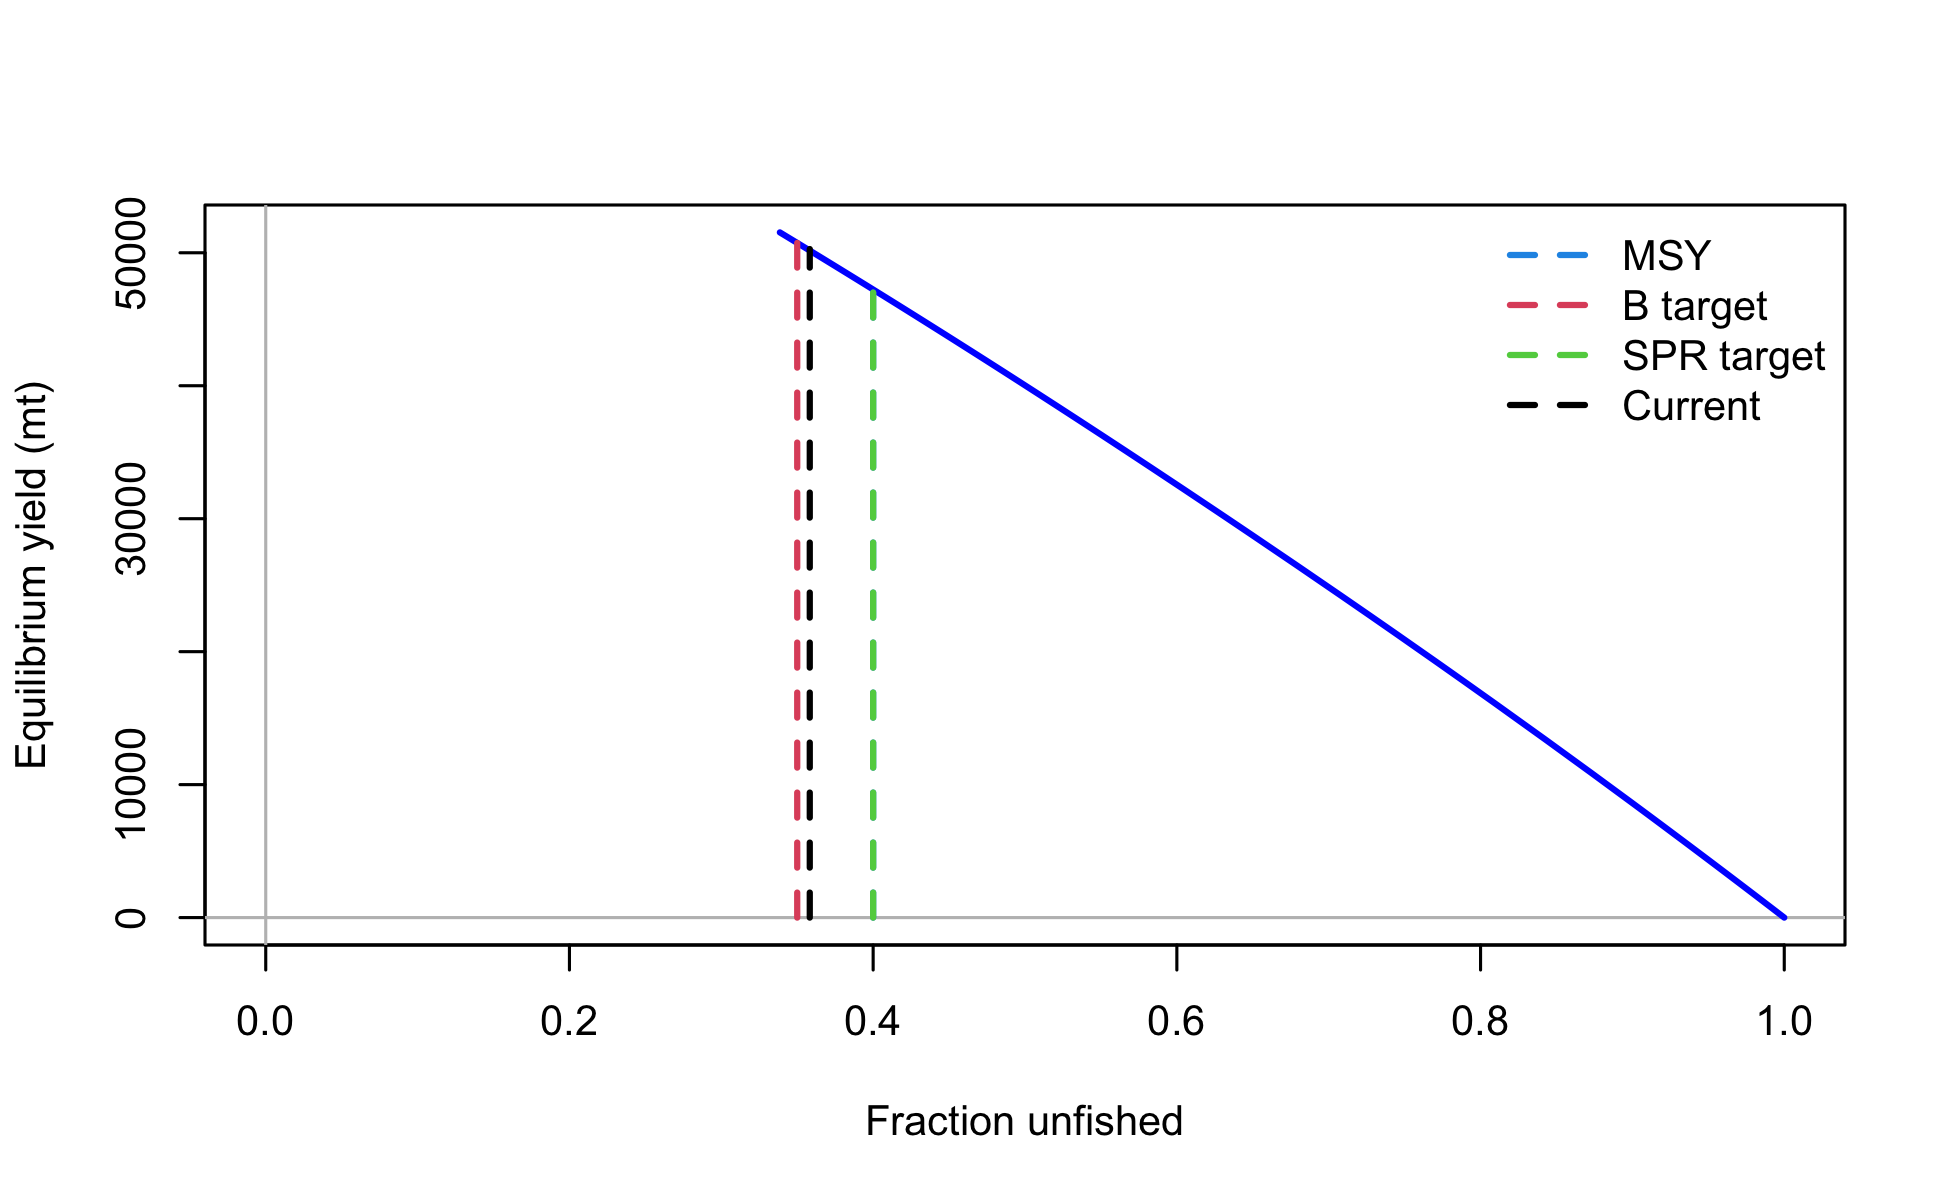 50000
30000
10000
0
Equilibrium yield (mt)
MSY
B target
SPR target
Current
0.0 0.2 0.4 0.6 0.8 1.0
Fraction unfished